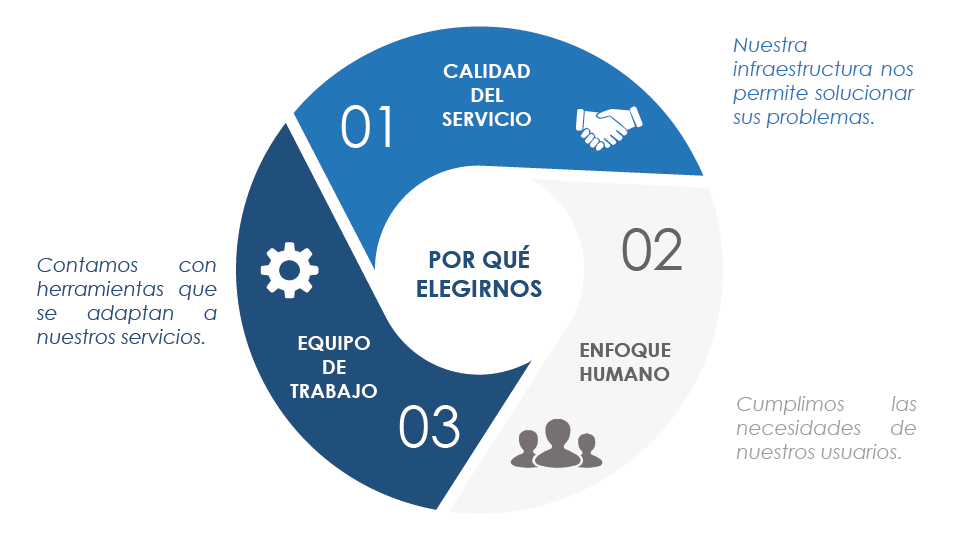 CALIDAD
DEL
SERVICIO
01
Nuestra
infraestructura nos
permite solucionar
sus problemas.
02
ENFOQUE
HUMANO
Cumplimos las
necesidades de
nuestros usuarios.
POR QUÉ
ELEGIRNOS
Contamos con
herramientas que
se adaptan a
nuestros servicios.
EQUIPO
DE
TRABAJO
03